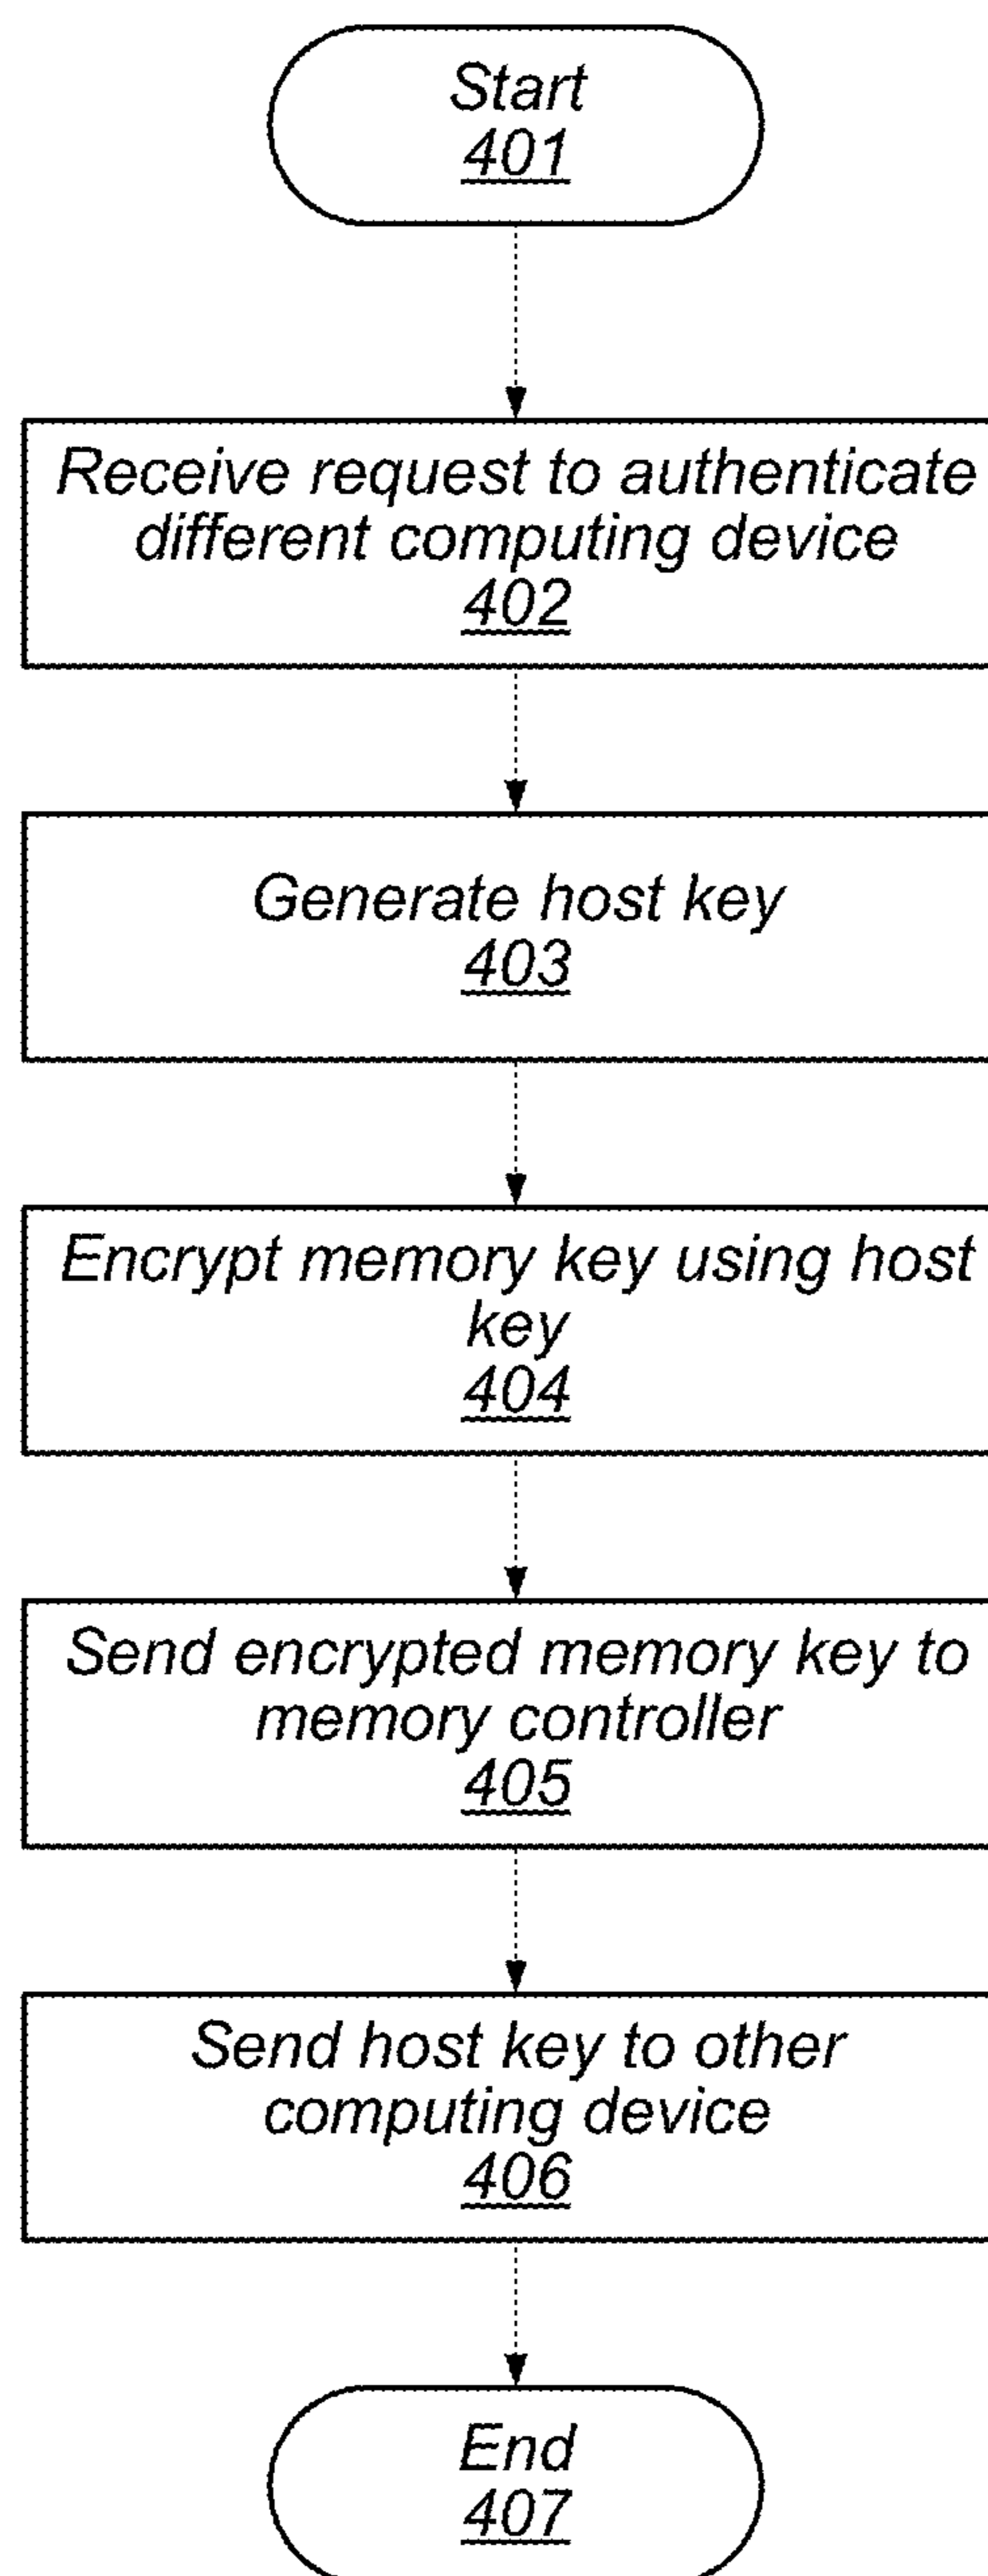 Start
401
Receive request to authenticate
different computing device
402
Generate host key
403
Encrypt memory key using host
key
404
Send encrypted memory key to
memory controller
405
Send host key to other
computing device
406
End
407